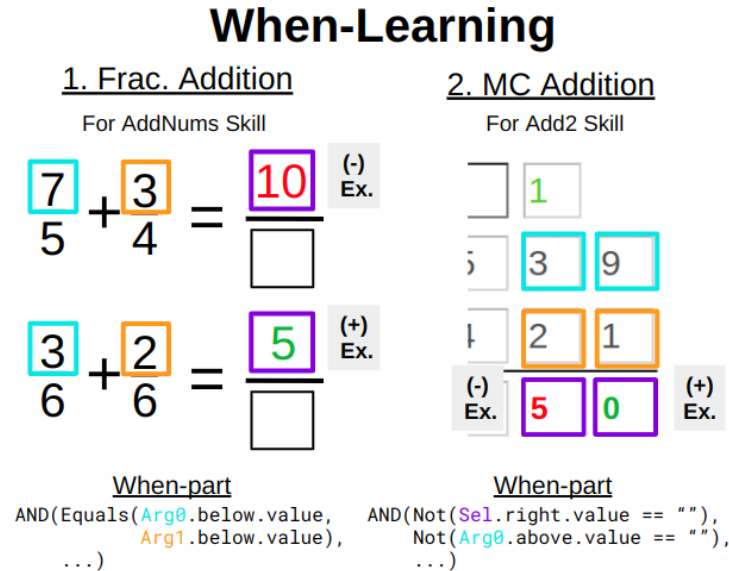 When-Learning
1. Frac. Addition
For AddNums Skill
7 + 3 = 10
5 4
(-)
Ex.
3 + 2 = 5
6 6
(+)
Ex.
When-part
AND(Equals(Arg0.below.value,
Arg1.below.value),
...)
2. MC Addition
For Add2 Skill
1
5 3 9
4 2 1
(-)
Ex.
5 0
(+)
Ex.
When-part
AND(Not(Sel.right.value == “”),
Not(Arg0.above.value == “”),
...)